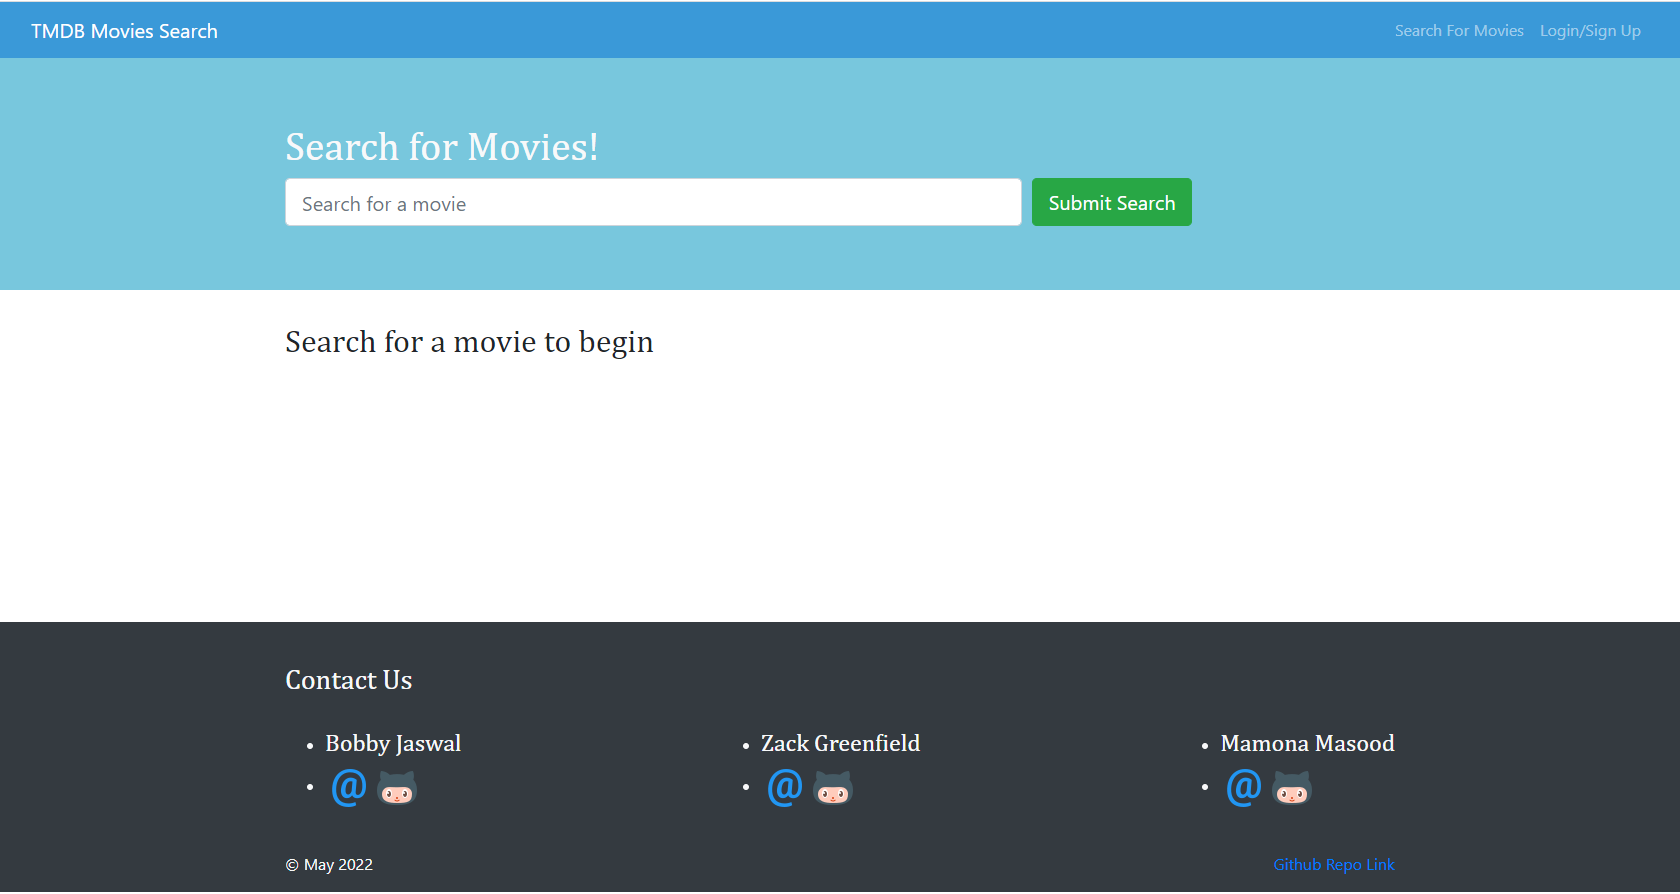 TMDB Movies Search
Search For Movies Login/Sign Up
Search for Movies!
Search for a movie
Submit Search
Search for a movie to begin
Contact Us
• Bobby Jaswal
• @
• Zack Greenfield
• @
• Mamona Masood
• @
© May 2022
Github Repo Link